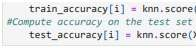 train_accuracy[i] = knn.score(
#Compute accuracy on the test set
test_accuracy[i] = knn.score(